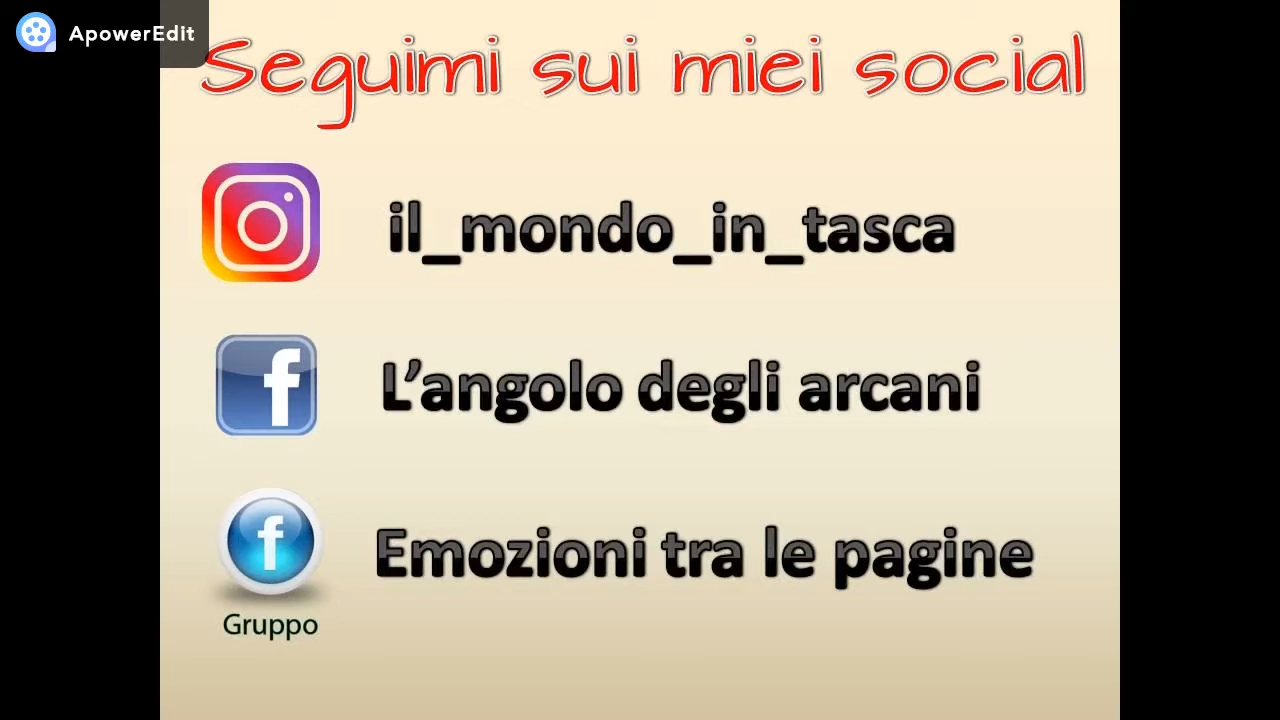 ApowerEdit
Seguimi sui miei social
il_mondo_in_tasca
f
L’angolo degli arcani
f
Emozioni tra le pagine
Gruppo